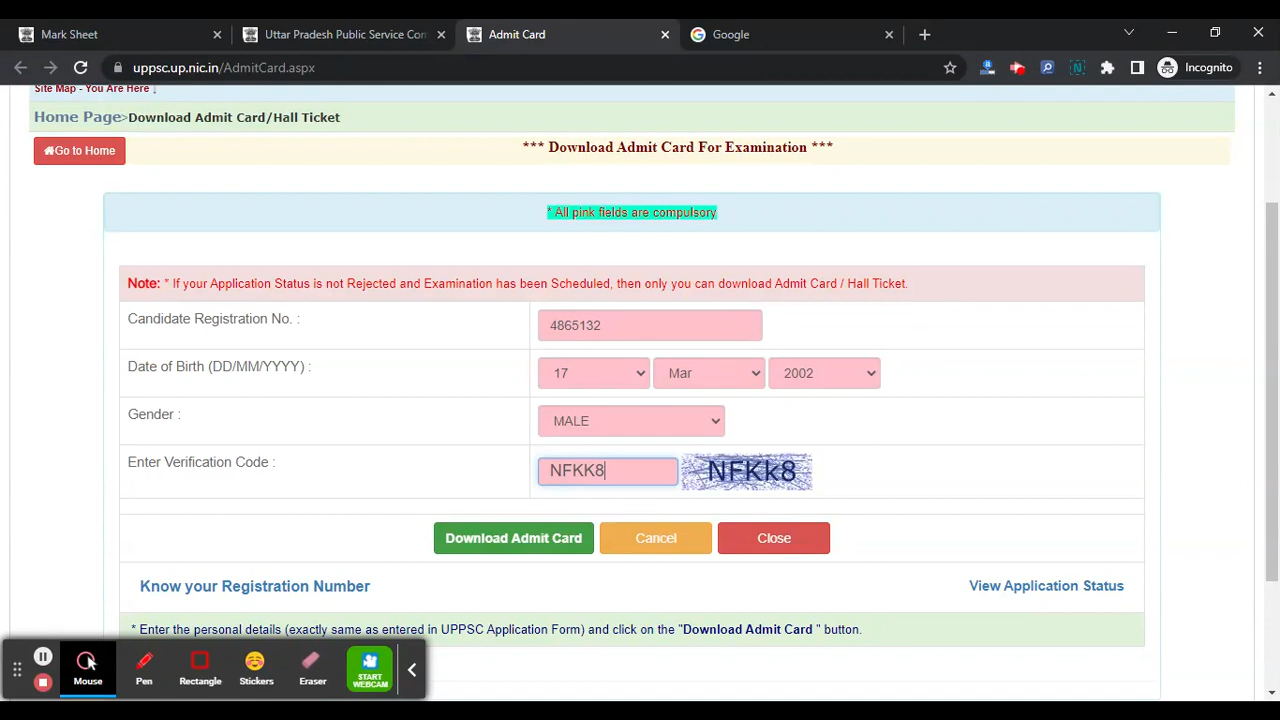 Mark Sheet
Uttar Pradesh Public Service Com
Admit Card
Google
uppsc.up.nic.in/AdmitCard.aspx
Incognito
Site Map - You Are Here ↓
Home Page>Download Admit Card/Hall Ticket
Go to Home
*** Download Admit Card For Examination ***
* All pink fields are compulsory
Note: * If your Application Status is not Rejected and Examination has been Scheduled, then only you can download Admit Card / Hall Ticket.
Candidate Registration No. :
4865132
Date of Birth (DD/MM/YYYY) :
17 Mar 2002
Gender :
MALE
Enter Verification Code :
NFKK8 NFKk8
Download Admit Card Cancel Close
Know your Registration Number View Application Status
* Enter the personal details (exactly same as entered in UPPSC Application Form) and click on the "Download Admit Card " button.
Mouse Pen Rectangle Stickers Eraser
START
WEBCAM